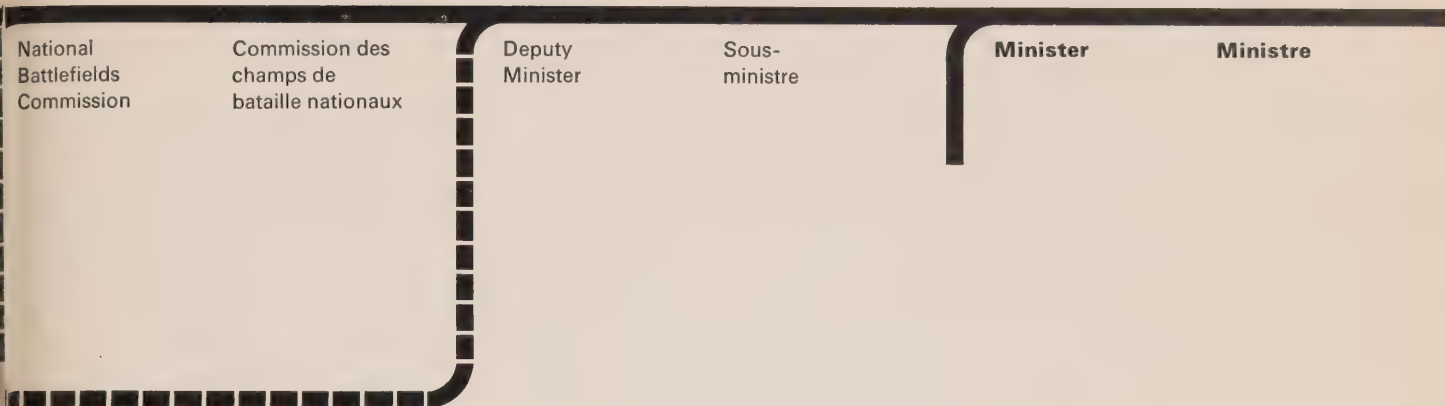 National
Battlefields
Commission
Commission des
champs de
bataille nationaux
Deputy
Minister
Sous-
ministre
Minister
Ministre